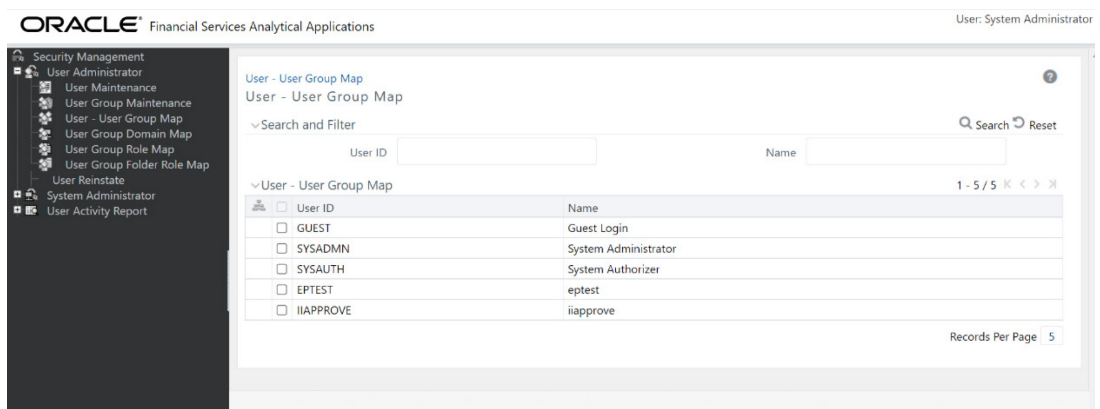 ORACLE® Financial Services Analytical Applications
User: System Administrator
Security Management
User Administrator
User Maintenance
User Group Maintenance
User - User Group Map
User Group Domain Map
User Group Role Map
User Group Folder Role Map
User Reinstate
System Administrator
User Activity Report
User - User Group Map
User - User Group Map
Search and Filter
Search Reset
User ID Name
User - User Group Map
1 - 5 / 5
User ID Name
GUEST Guest Login
SYSADMN System Administrator
SYSAUTH System Authorizer
EPTEST eptest
IIAPPROVE iiapprove
Records Per Page 5